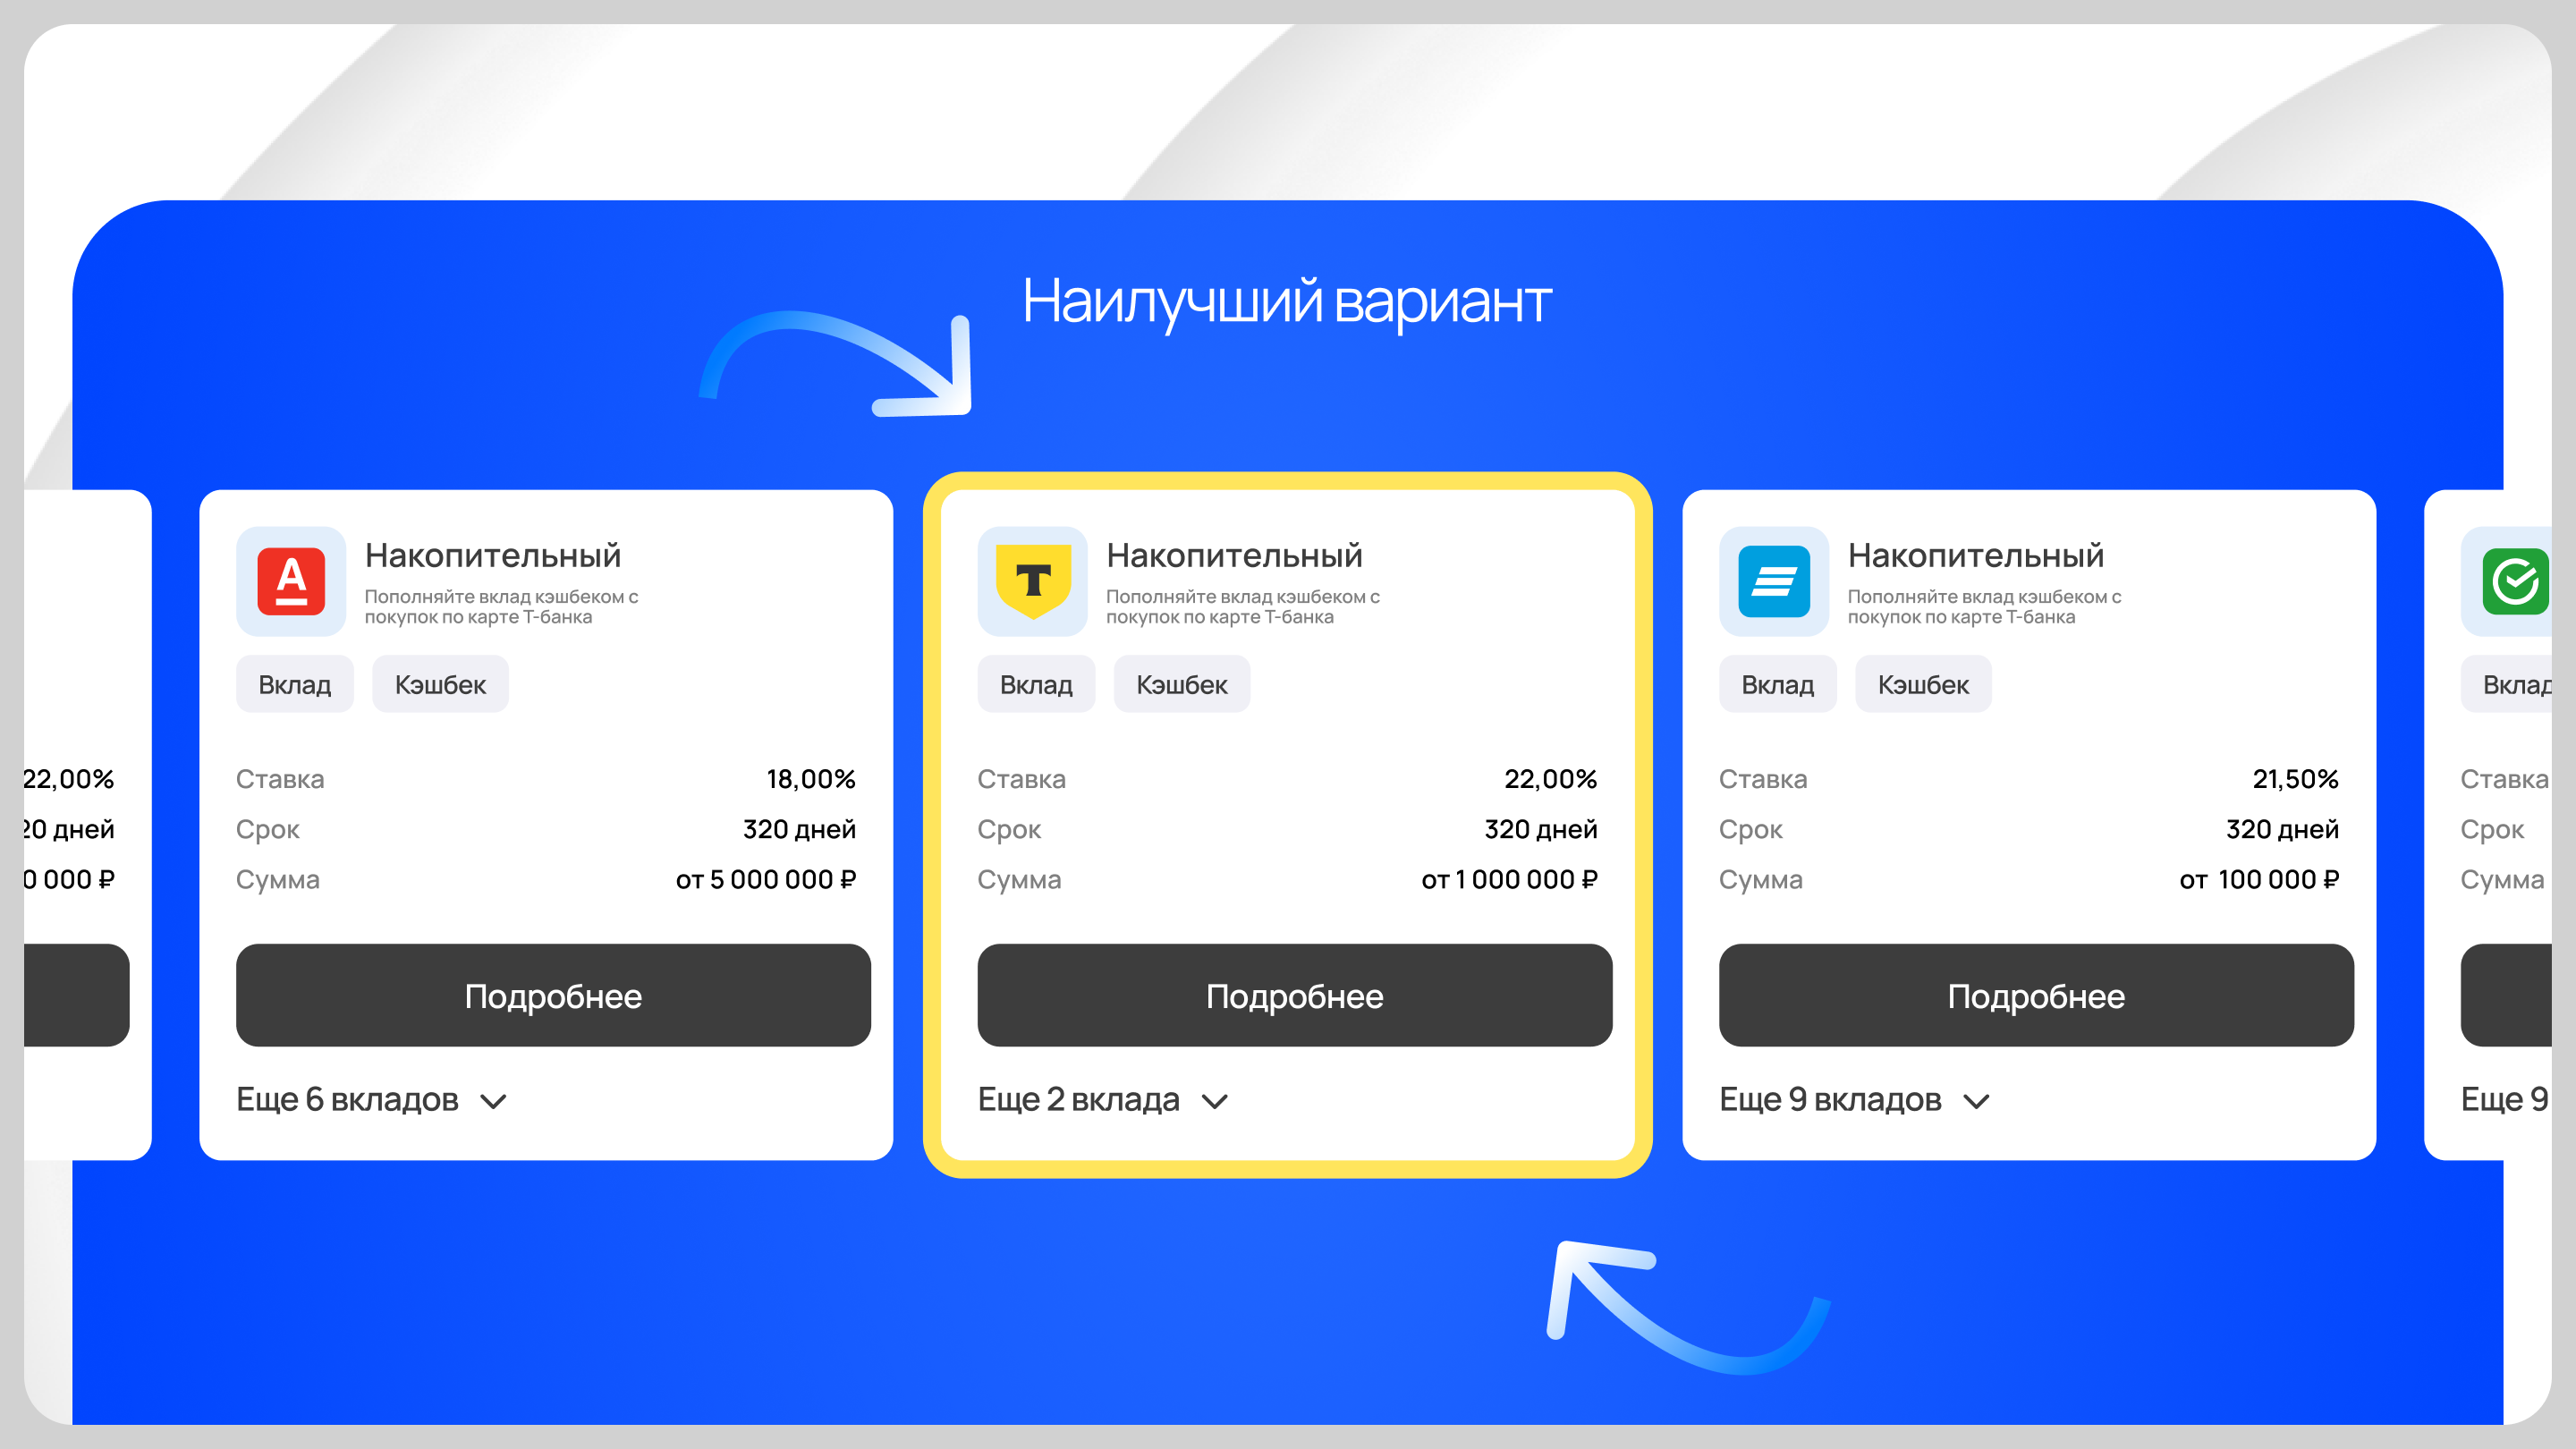 Наилучший вариант
22,00%
20 дней
0 000 ₽
Накопительный
Пополняйте вклад кэшбеком с
покупок по карте Т-банка
Вклад Кэшбек
Ставка 18,00%
Срок 320 дней
Сумма от 5 000 000 ₽
Подробнее
Еще 6 вкладов
Накопительный
Пополняйте вклад кэшбеком с
покупок по карте Т-банка
Вклад Кэшбек
Ставка 22,00%
Срок 320 дней
Сумма от 1 000 000 ₽
Подробнее
Еще 2 вклада
Накопительный
Пополняйте вклад кэшбеком с
покупок по карте Т-банка
Вклад Кэшбек
Ставка 21,50%
Срок 320 дней
Сумма от 100 000 ₽
Подробнее
Еще 9 вкладов
Вклад
Ставка
Срок
Сумма
Еще 9